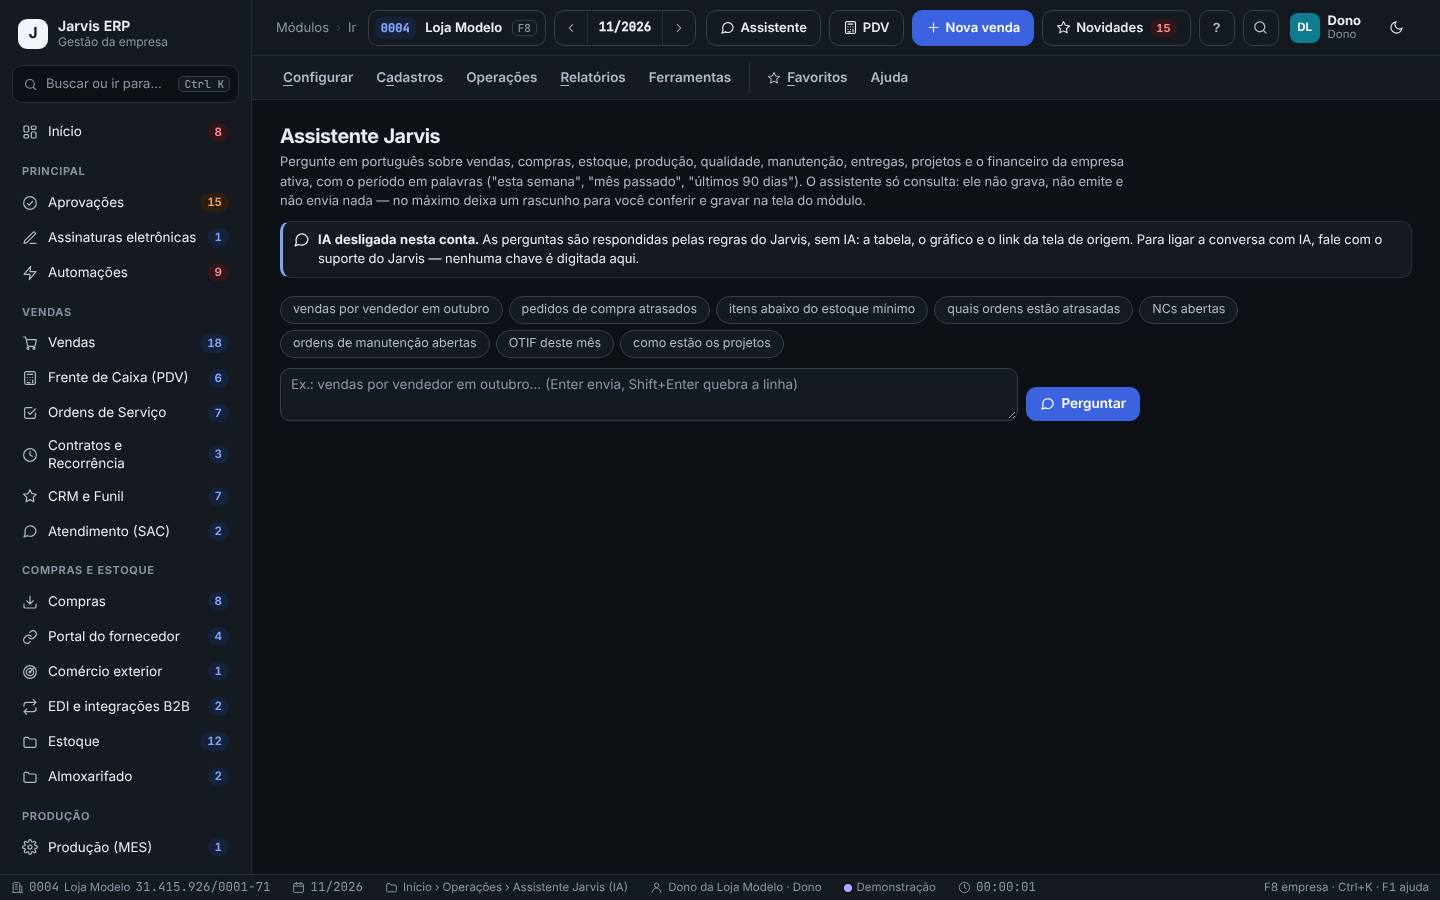 J
Jarvis ERP
Gestão da empresa
Buscar ou ir para...
Ctrl K
Início 8
PRINCIPAL
Aprovações 15
Assinaturas eletrônicas 1
Automações 9
VENDAS
Vendas 18
Frente de Caixa (PDV) 6
Ordens de Serviço 7
Contratos e
Recorrência 3
CRM e Funil 7
Atendimento (SAC) 2
COMPRAS E ESTOQUE
Compras 8
Portal do fornecedor 4
Comércio exterior 1
EDI e integrações B2B 2
Estoque 12
Almoxarifado 2
PRODUÇÃO
Produção (MES) 1
Módulos › Ir
0004 Loja Modelo F8
‹ 11/2026 ›
Assistente
PDV
+ Nova venda
Novidades 15
?
DL
Dono
Dono
Configurar Cadastros Operações Relatórios Ferramentas Favoritos Ajuda
Assistente Jarvis
Pergunte em português sobre vendas, compras, estoque, produção, qualidade, manutenção, entregas, projetos e o financeiro da empresa
ativa, com o período em palavras ("esta semana", "mês passado", "últimos 90 dias"). O assistente só consulta: ele não grava, não emite e
não envia nada — no máximo deixa um rascunho para você conferir e gravar na tela do módulo.
IA desligada nesta conta. As perguntas são respondidas pelas regras do Jarvis, sem IA: a tabela, o gráfico e o link da tela de origem. Para ligar a conversa com IA, fale com o
suporte do Jarvis — nenhuma chave é digitada aqui.
vendas por vendedor em outubro pedidos de compra atrasados itens abaixo do estoque mínimo quais ordens estão atrasadas NCs abertas
ordens de manutenção abertas OTIF deste mês como estão os projetos
Ex.: vendas por vendedor em outubro... (Enter envia, Shift+Enter quebra a linha)
Perguntar
0004 Loja Modelo 31.415.926/0001-71 11/2026 Início › Operações › Assistente Jarvis (IA) Dono da Loja Modelo · Dono Demonstração 00:00:01 F8 empresa · Ctrl+K · F1 ajuda